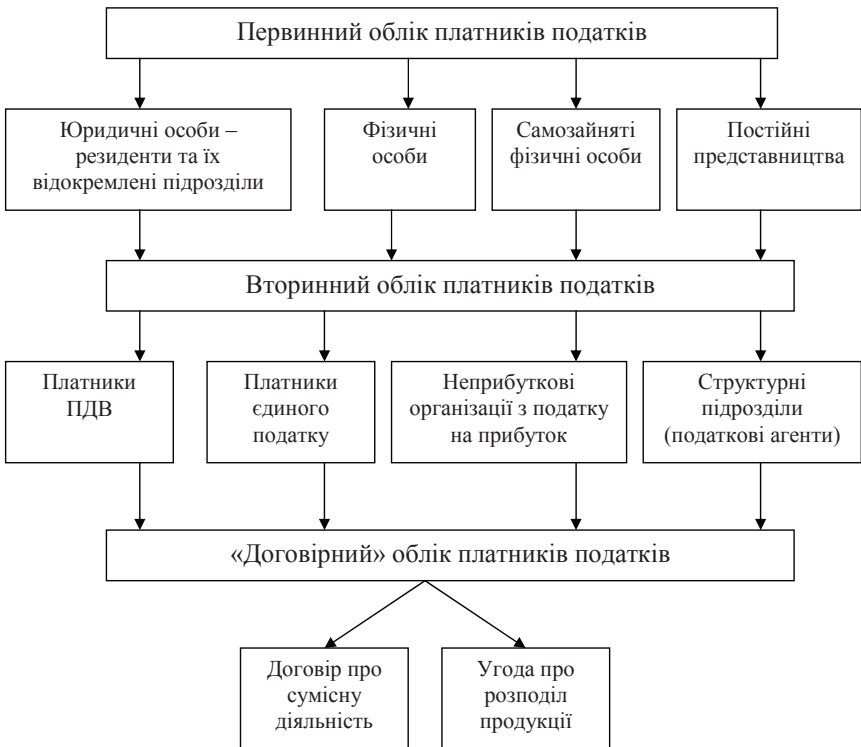 Первинний облік платників податків
Юридичні особи –
резиденти та їх
відокремлені підрозділи
Фізичні
особи
Самозайняті
фізичні особи
Постійні
представництва
Вторинний облік платників податків
Платники
ПДВ
Платники
єдиного
податку
Неприбуткові
організації з податку
на прибуток
Структурні
підрозділи
(податкові агенти)
«Договірний» облік платників податків
Договір про
сумісну
діяльність
Угода про
розподіл
продукції